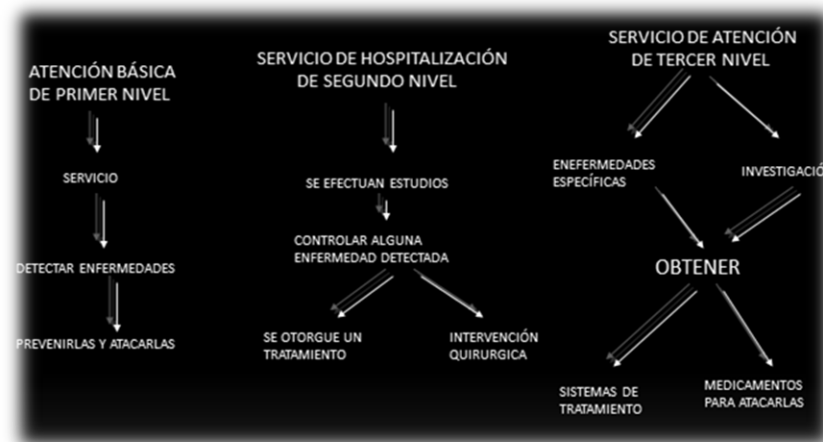 ATENCIÓN BÁSICA
DE PRIMER NIVEL
SERVICIO
DETECTAR ENFERMEDADES
PREVENIRLAS Y ATACARLAS
SERVICIO DE HOSPITALIZACIÓN
DE SEGUNDO NIVEL
SE EFECTUAN ESTUDIOS
CONTROLAR ALGUNA
ENFERMEDAD DETECTADA
SE OTORGUE UN
TRATAMIENTO
INTERVENCIÓN
QUIRURGICA
SERVICIO DE ATENCIÓN
DE TERCER NIVEL
ENEFERMEDADES
ESPECÍFICAS
INVESTIGACIÓ
OBTENER
SISTEMAS DE
TRATAMIENTO
MEDICAMENTOS
PARA ATACARLAS